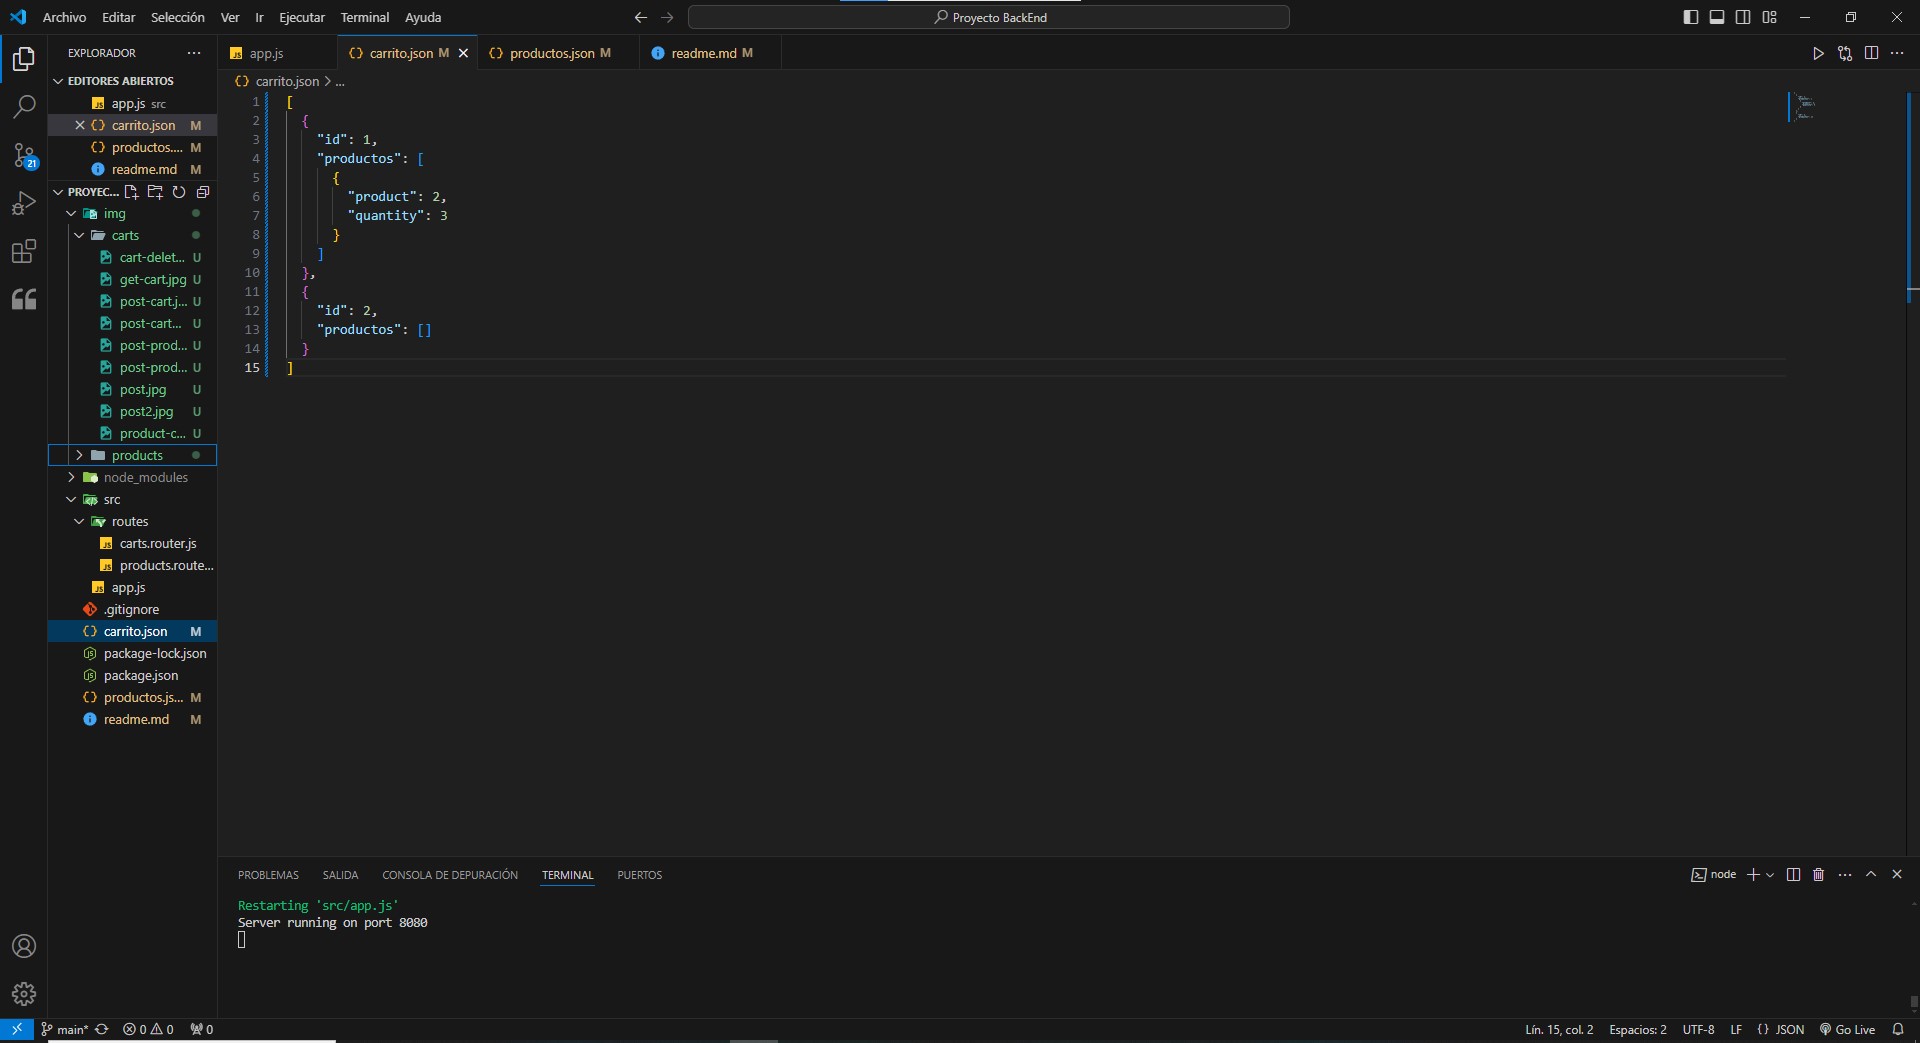 Archivo Editar Selección Ver Ir Ejecutar Terminal Ayuda
Proyecto BackEnd
EXPLORADOR
EDITORES ABIERTOS
app.js src
carrito.json M
productos.... M
readme.md M
PROYEC...
img
carts
cart-delet... U
get-cart.jpg U
post-cart.j... U
post-cart... U
post-prod... U
post-prod... U
post.jpg U
post2.jpg U
product-c... U
products
node_modules
src
routes
carts.router.js
products.route...
app.js
.gitignore
carrito.json M
package-lock.json
package.json
productos.js... M
readme.md M
21
app.js
carrito.json M
productos.json M
readme.md M
carrito.json > ...
1 [
2 {
3 "id": 1,
4 "productos": [
5 {
6 "product": 2,
7 "quantity": 3
8 }
9 ]
10 },
11 {
12 "id": 2,
13 "productos": []
14 }
15 ]
PROBLEMAS SALIDA CONSOLA DE DEPURACIÓN TERMINAL PUERTOS
node
Restarting 'src/app.js'
Server running on port 8080
main* 0 0 0
Lín. 15, col. 2 Espacios: 2 UTF-8 LF {} JSON Go Live